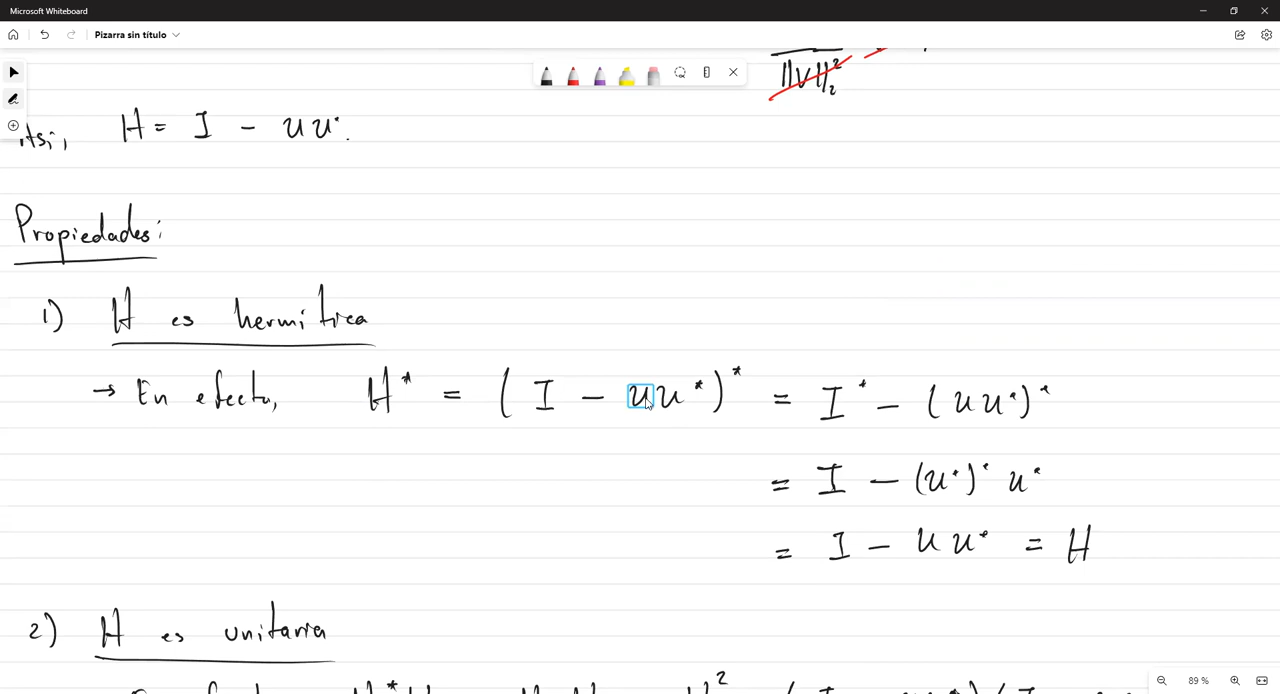 Microsoft Whiteboard
Pizarra sin título
||V||₂²
H = I - uu*.
Propiedades:
1) H es hermítica
→ En efecto, H* = (I - uu*)* = I* - (uu*)*
= I - (u*)* u*
= I - uu* = H
2) H es unitaria
89 %